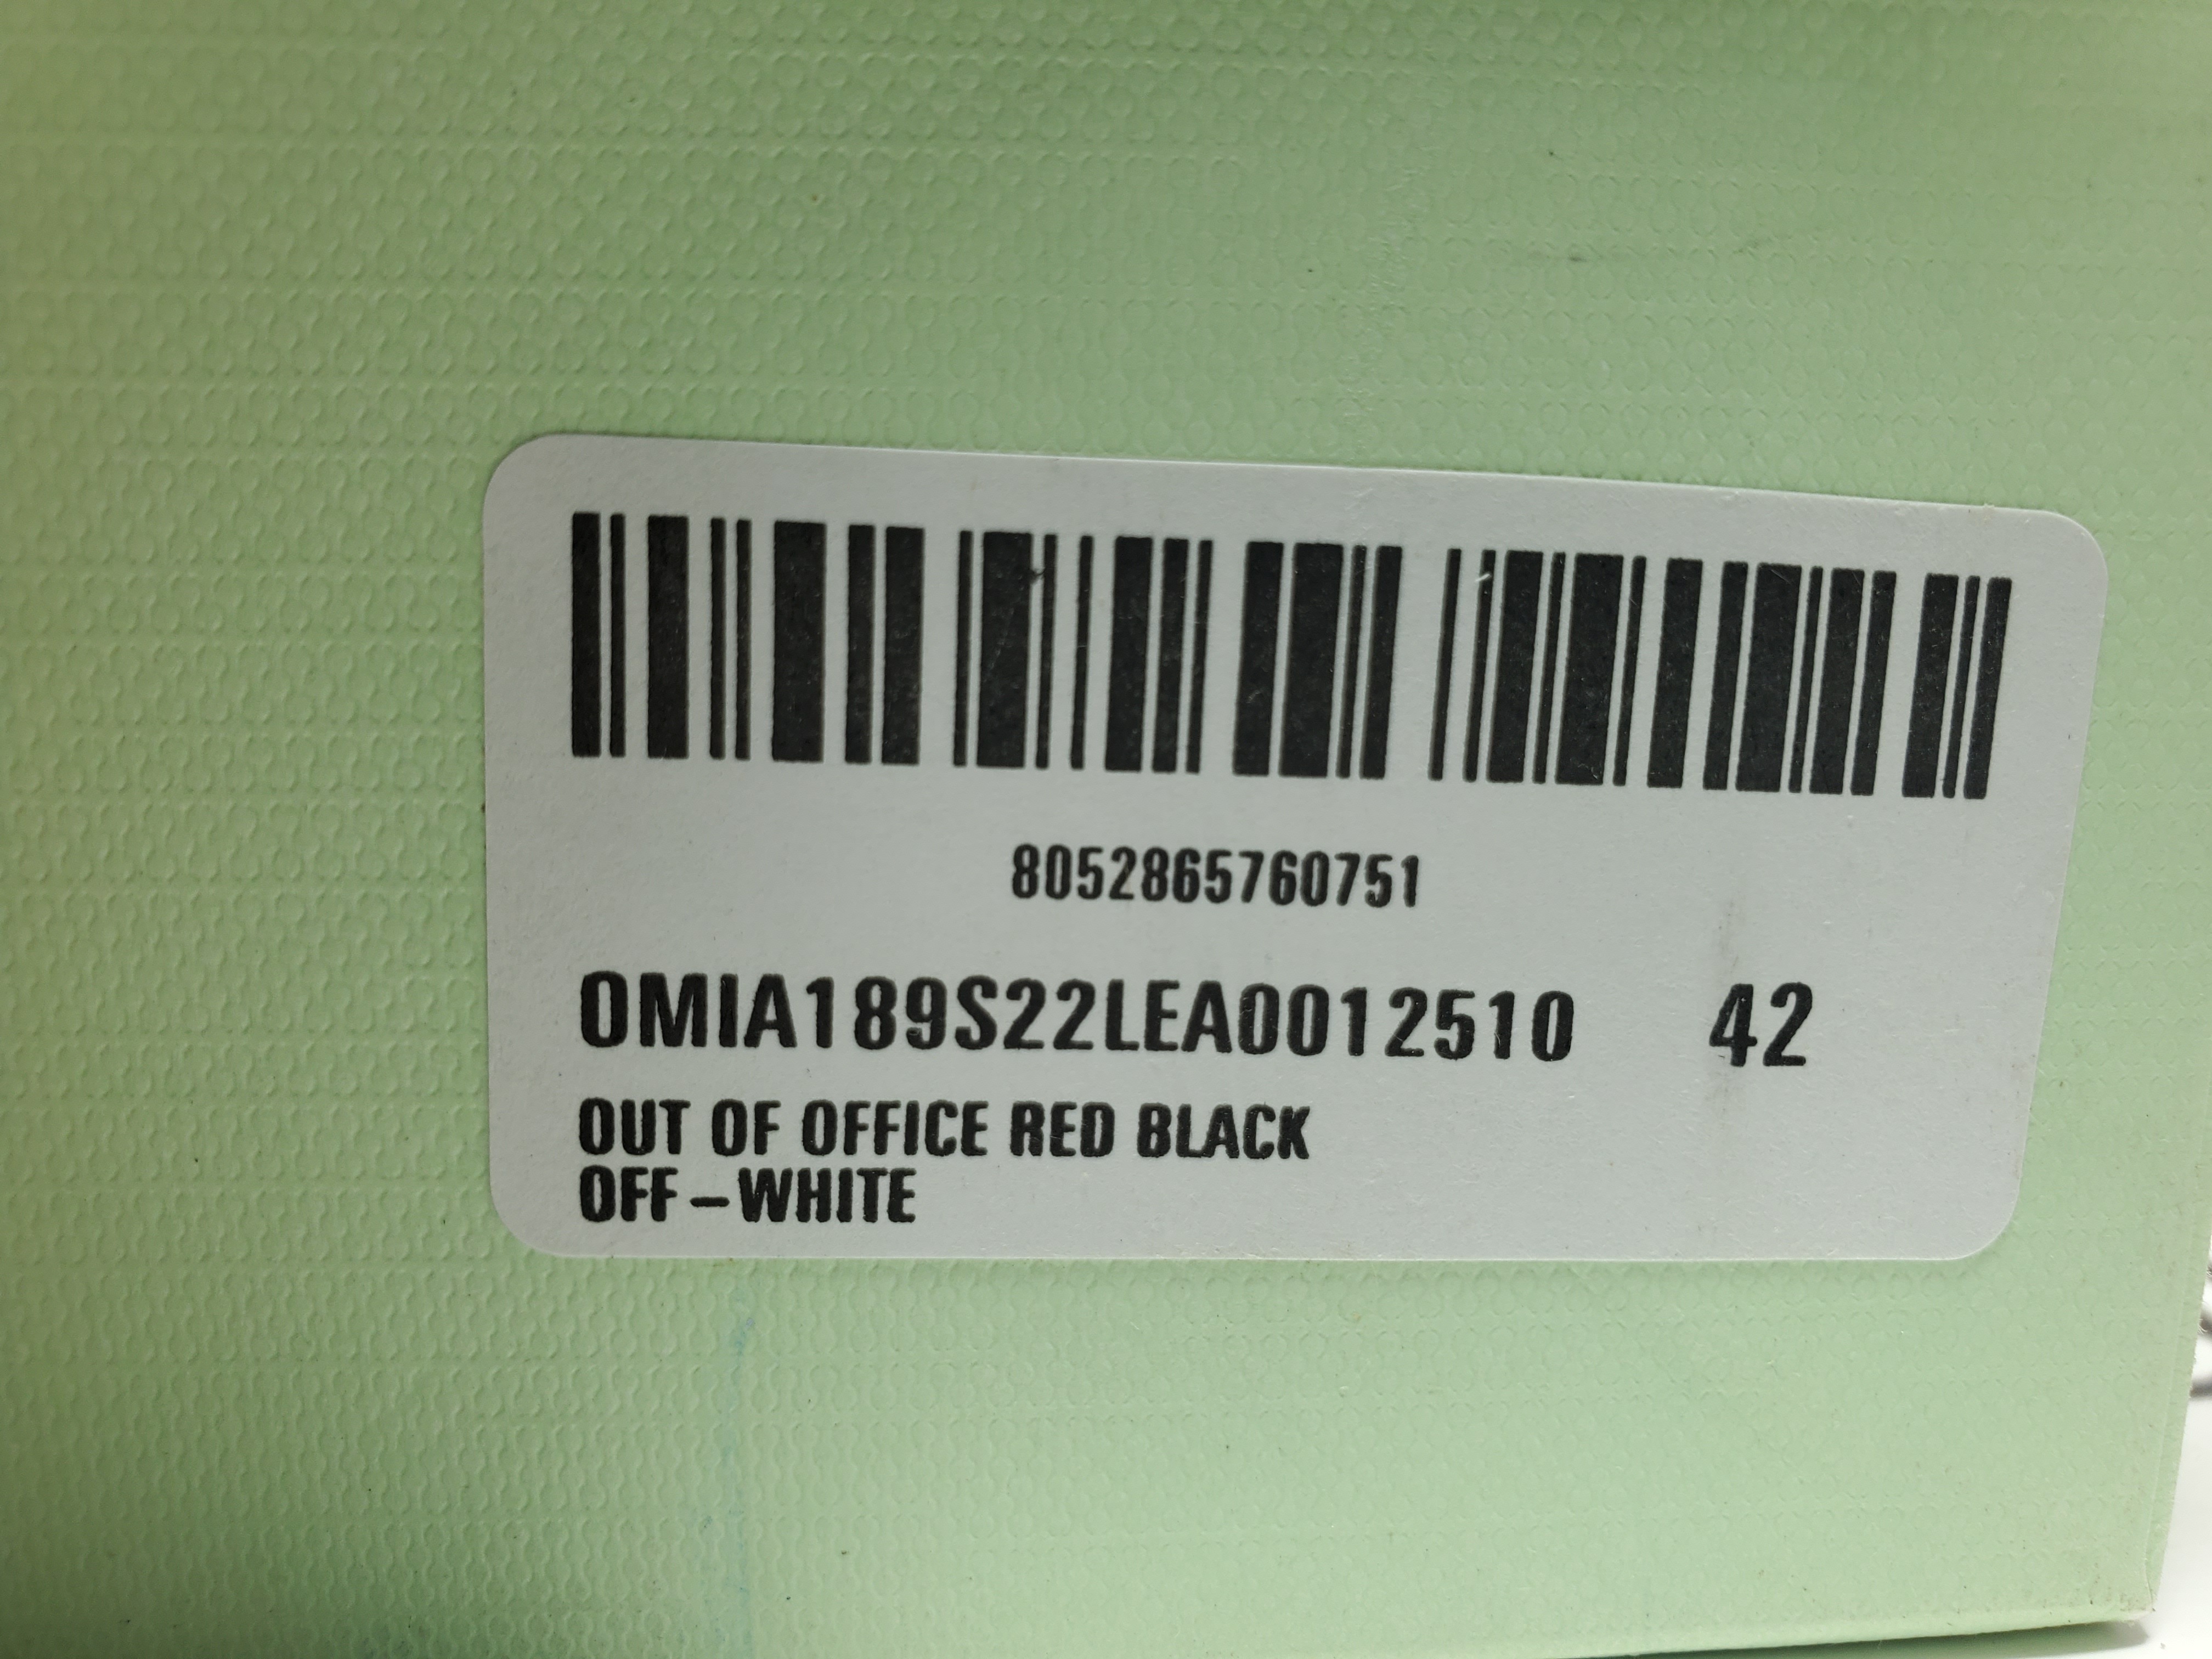 8052865760751
OMIA189S22LEA0012510 42
OUT OF OFFICE RED BLACK
OFF-WHITE